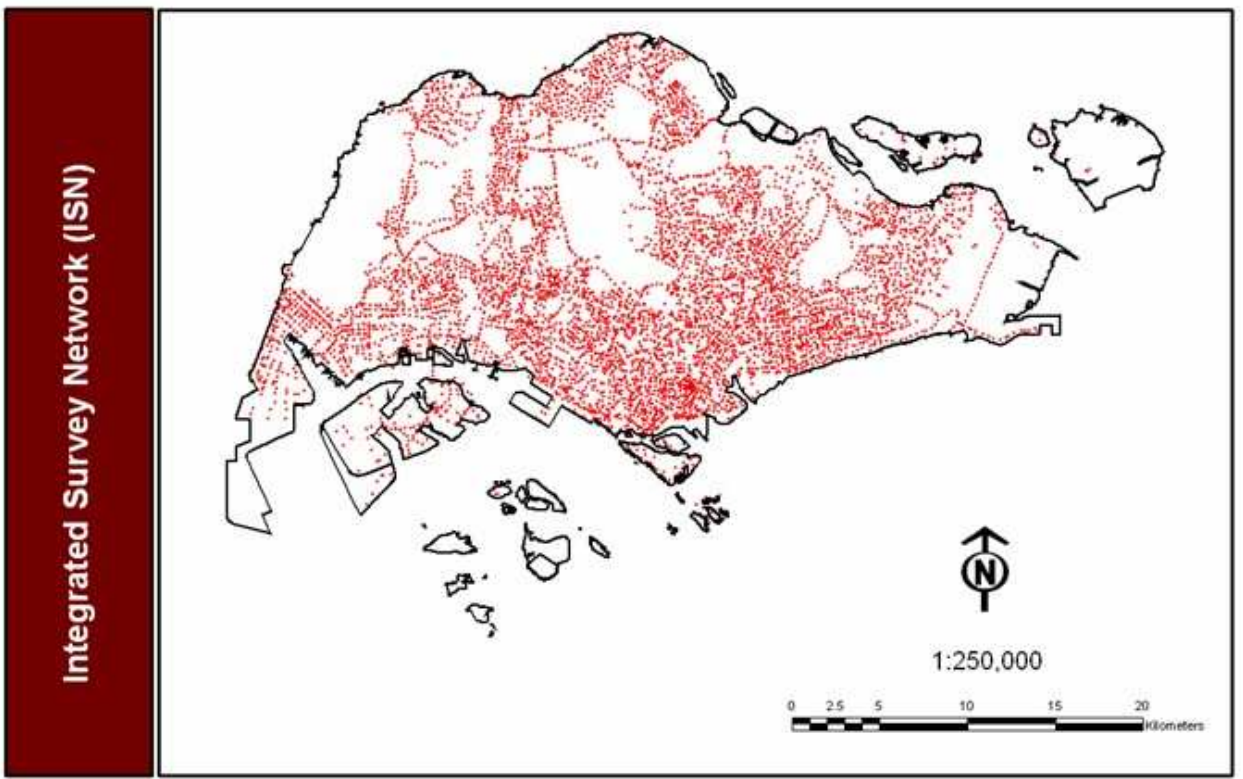 Integrated Survey Network (ISN)
N
1:250,000
0 2.5 5 10 15 20
Kilometers